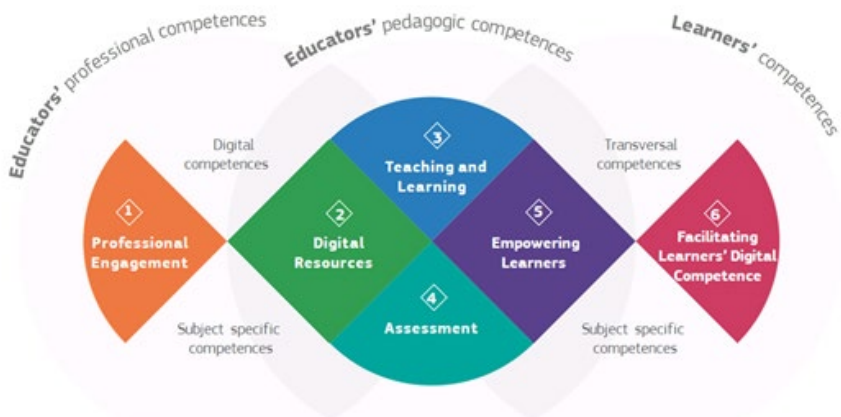 Educators' professional competences
Educators' pedagogic competences
Learners' competences
Digital
competences
Transversal
competences
1
Professional
Engagement
2
Digital
Resources
3
Teaching and
Learning
4
Assessment
5
Empowering
Learners
6
Facilitating
Learners' Digital
Competence
Subject specific
competences
Subject specific
competences